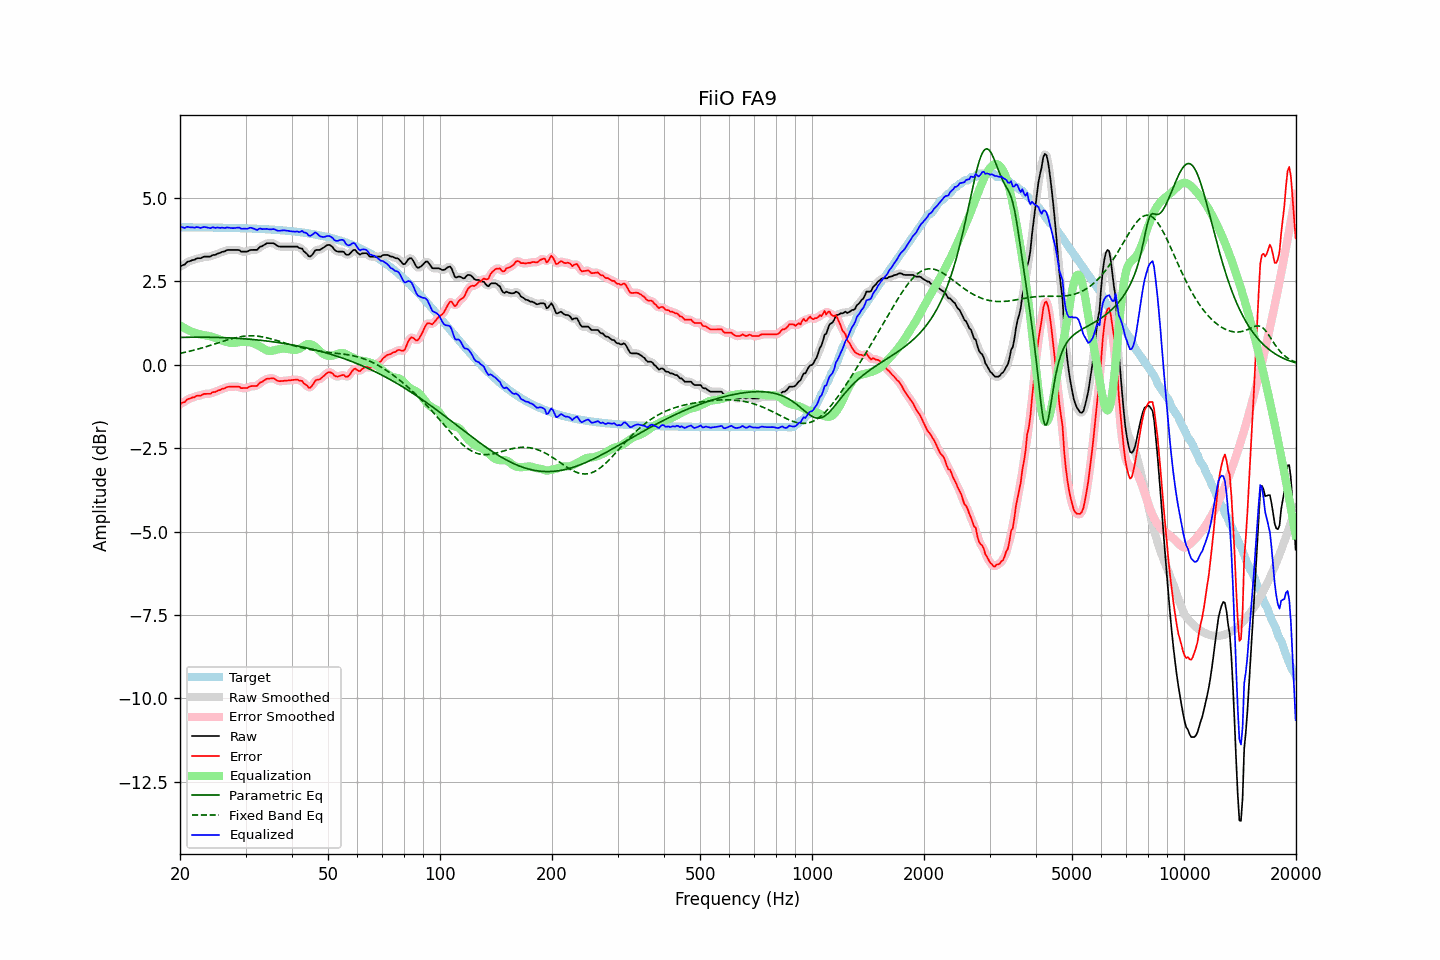 FiiO FA9
Amplitude (dBr)
5.0
2.5
0.0
−2.5
−5.0
−7.5
−10.0
−12.5
Target
Raw Smoothed
Error Smoothed
Raw
Error
Equalization
Parametric Eq
Fixed Band Eq
Equalized
20 50 100 200 500 1000 2000 5000 10000 20000
Frequency (Hz)